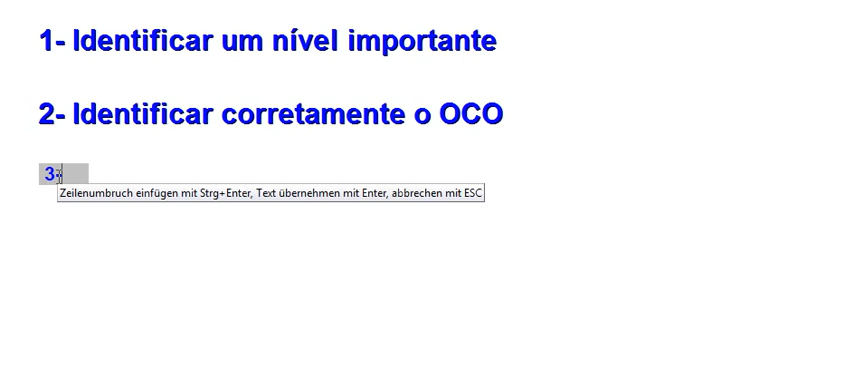 1- Identificar um nível importante
2- Identificar corretamente o OCO
3-
Zeilenumbruch einfügen mit Strg+Enter, Text übernehmen mit Enter, abbrechen mit ESC